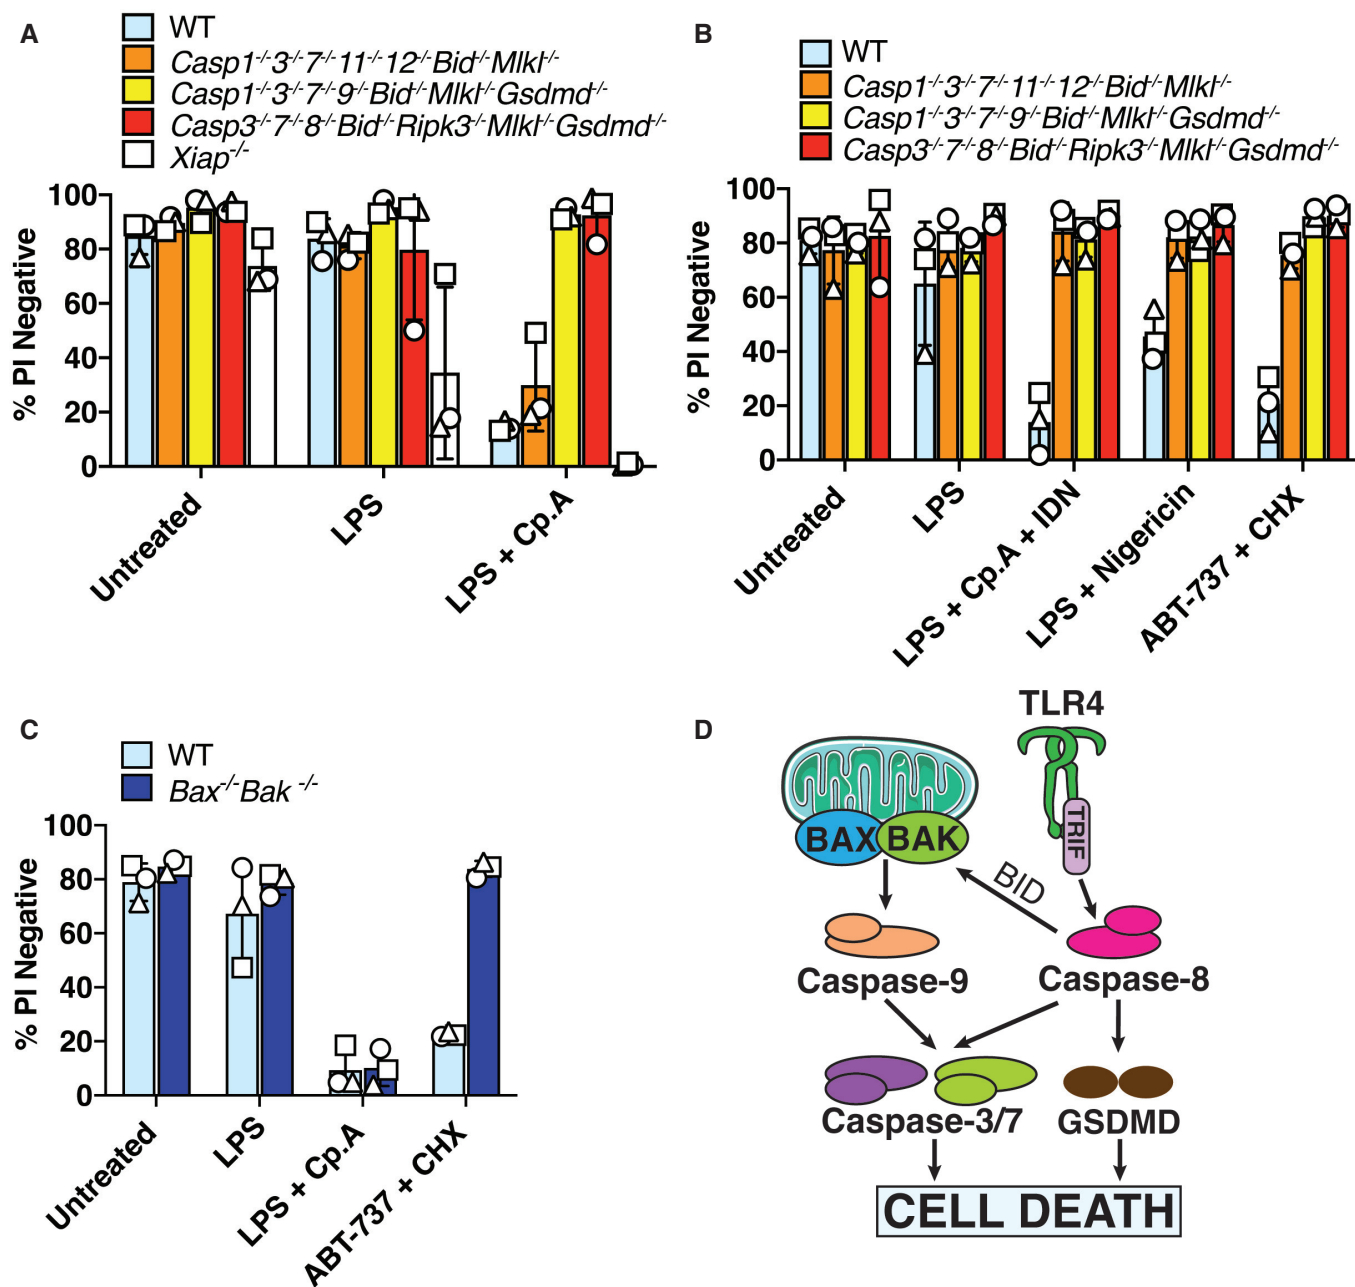 A
WT
Casp1-/-3-/-7-/-11-/-12-/-Bid-/-Mlkl-/-
Casp1-/-3-/-7-/-9-/-Bid-/-Mlkl-/-Gsdmd-/-
Casp3-/-7-/-8-/-Bid-/-Ripk3-/-Mlkl-/-Gsdmd-/-
Xiap-/-
% PI Negative
100
80
60
40
20
0
Untreated
LPS
LPS + Cp.A
B
WT
Casp1-/-3-/-7-/-11-/-12-/-Bid-/-Mlkl-/-
Casp1-/-3-/-7-/-9-/-Bid-/-Mlkl-/-Gsdmd-/-
Casp3-/-7-/-8-/-Bid-/-Ripk3-/-Mlkl-/-Gsdmd-/-
% PI Negative
100
80
60
40
20
0
Untreated
LPS
LPS + Cp.A + IDN
LPS + Nigericin
ABT-737 + CHX
C
WT
Bax-/-Bak -/-
% PI Negative
100
80
60
40
20
0
Untreated
LPS
LPS + Cp.A
ABT-737 + CHX
D
TLR4
TRIF
BAX BAK
BID
Caspase-9
Caspase-8
Caspase-3/7
GSDMD
CELL DEATH